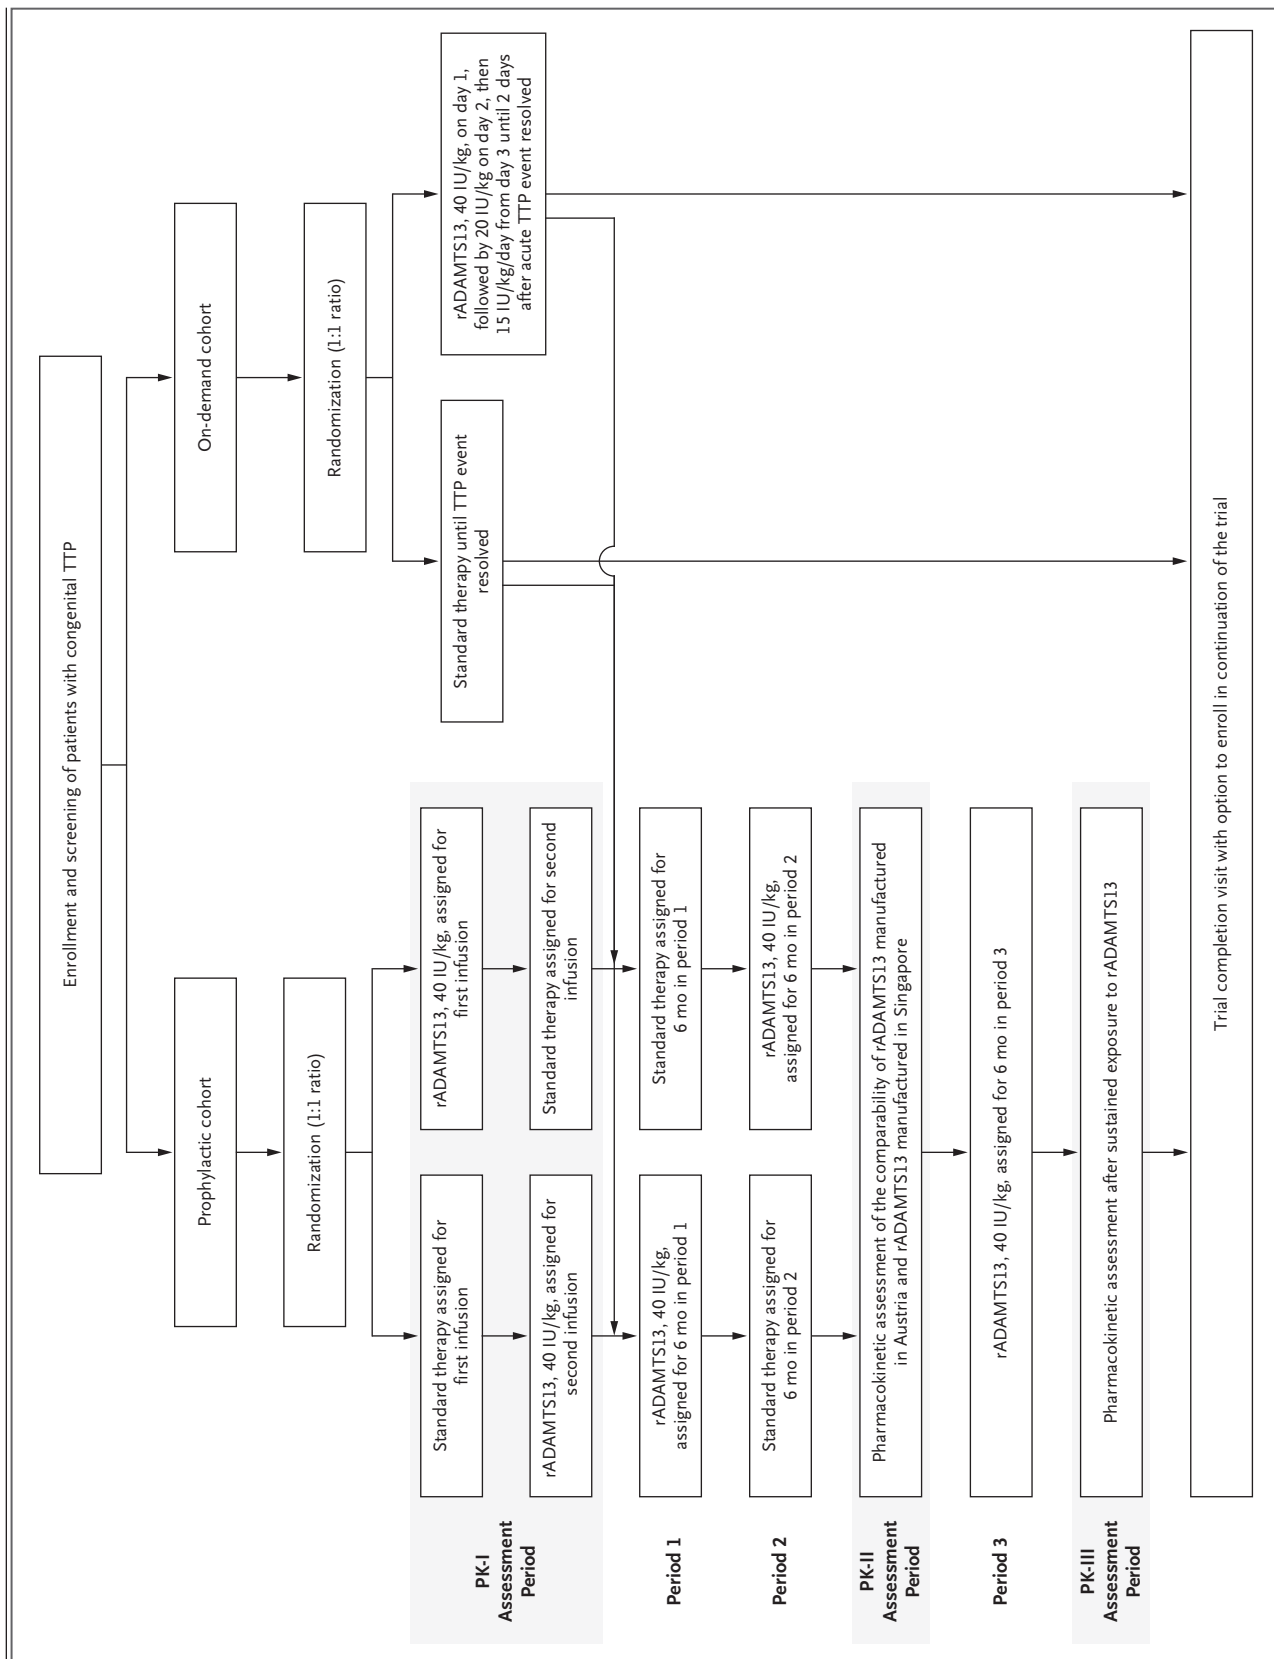 Enrollment and screening of patients with congenital TTP
Prophylactic cohort
On-demand cohort
Randomization (1:1 ratio)
Randomization (1:1 ratio)
PK-I
Assessment
Period
Standard therapy assigned for
first infusion
rADAMTS13, 40 IU/kg, assigned for
first infusion
Standard therapy until TTP event
resolved
rADAMTS13, 40 IU/kg, on day 1,
followed by 20 IU/kg on day 2, then
15 IU/kg/day from day 3 until 2 days
after acute TTP event resolved
rADAMTS13, 40 IU/kg, assigned for
second infusion
Standard therapy assigned for second
infusion
Period 1
rADAMTS13, 40 IU/kg,
assigned for 6 mo in period 1
Standard therapy assigned for
6 mo in period 1
Period 2
Standard therapy assigned for
6 mo in period 2
rADAMTS13, 40 IU/kg,
assigned for 6 mo in period 2
PK-II
Assessment
Period
Pharmacokinetic assessment of the comparability of rADAMTS13 manufactured
in Austria and rADAMTS13 manufactured in Singapore
Period 3
rADAMTS13, 40 IU/kg, assigned for 6 mo in period 3
PK-III
Assessment
Period
Pharmacokinetic assessment after sustained exposure to rADAMTS13
Trial completion visit with option to enroll in continuation of the trial